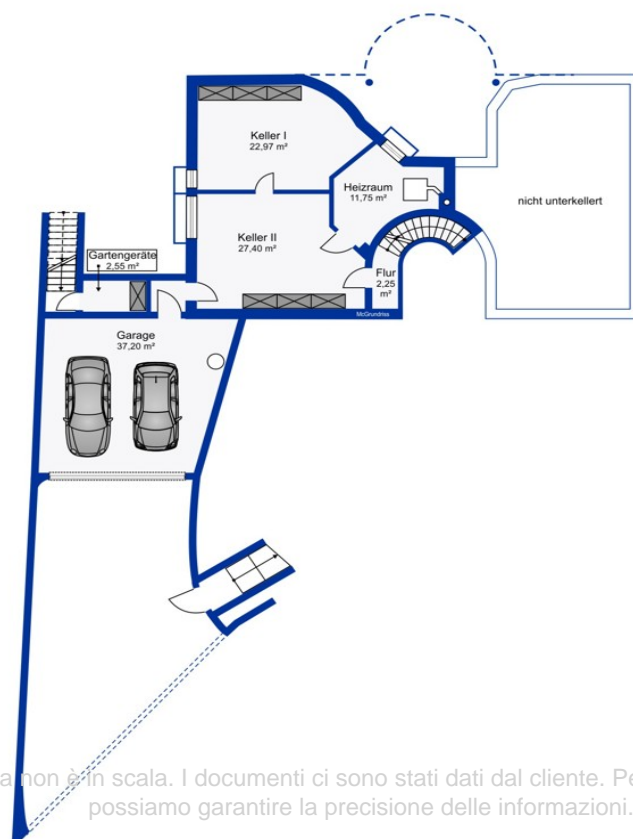 Keller I
22,97 m²
Heizraum
11,75 m²
nicht unterkellert
Keller II
27,40 m²
Gartengeräte
2,55 m²
Flur
2,25
m²
McGrundriss
Garage
37,20 m²
non è in scala. I documenti ci sono stati dati dal cliente.
possiamo garantire la precisione delle informazioni.